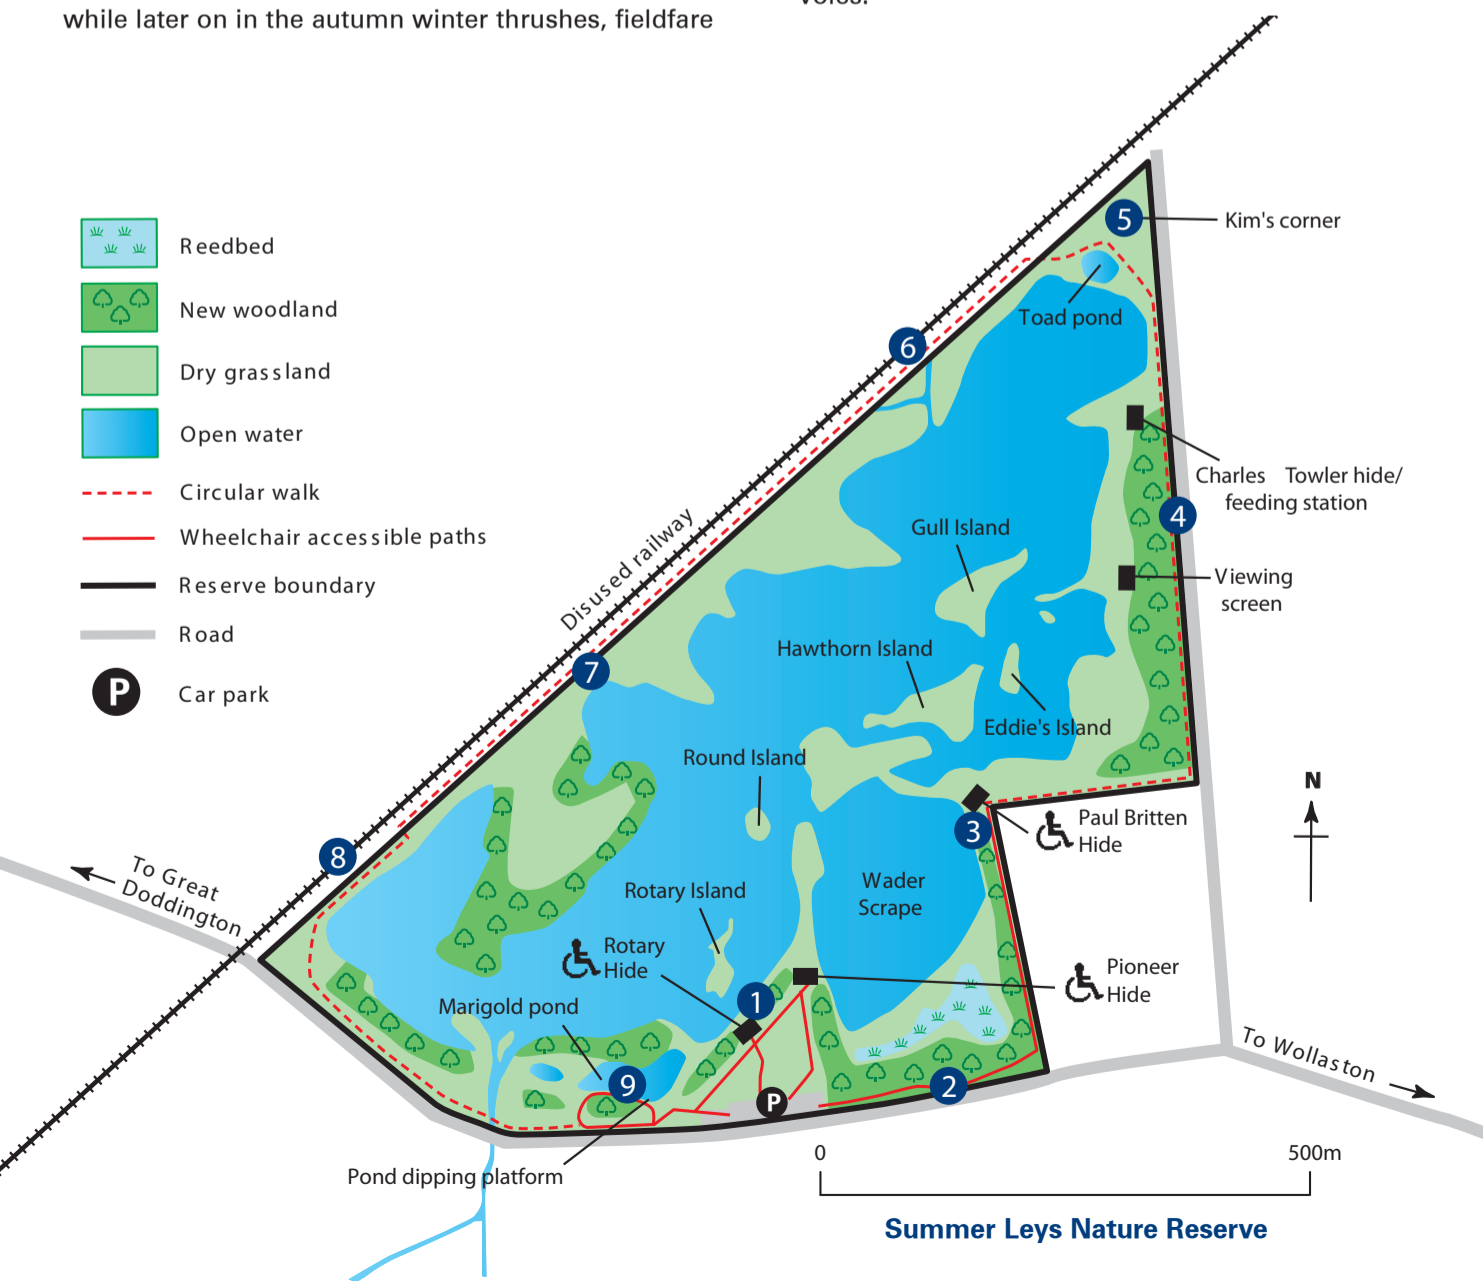 while later on in the autumn winter thrushes, fieldfare
voles.
Reedbed
New woodland
Dry grassland
Open water
Circular walk
Wheelchair accessible paths
Reserve boundary
Road
P
Car park
5
Kim's corner
Toad pond
6
Charles Towler hide/
feeding station
4
Gull Island
Disused railway
Viewing
screen
Hawthorn Island
7
Eddie's Island
Round Island
N
Paul Britten
Hide
3
8
To Great
Doddington
Wader
Scrape
Rotary Island
Rotary
Hide
Pioneer
Hide
1
Marigold pond
To Wollaston
9
2
P
Pond dipping platform
0
500m
Summer Leys Nature Reserve